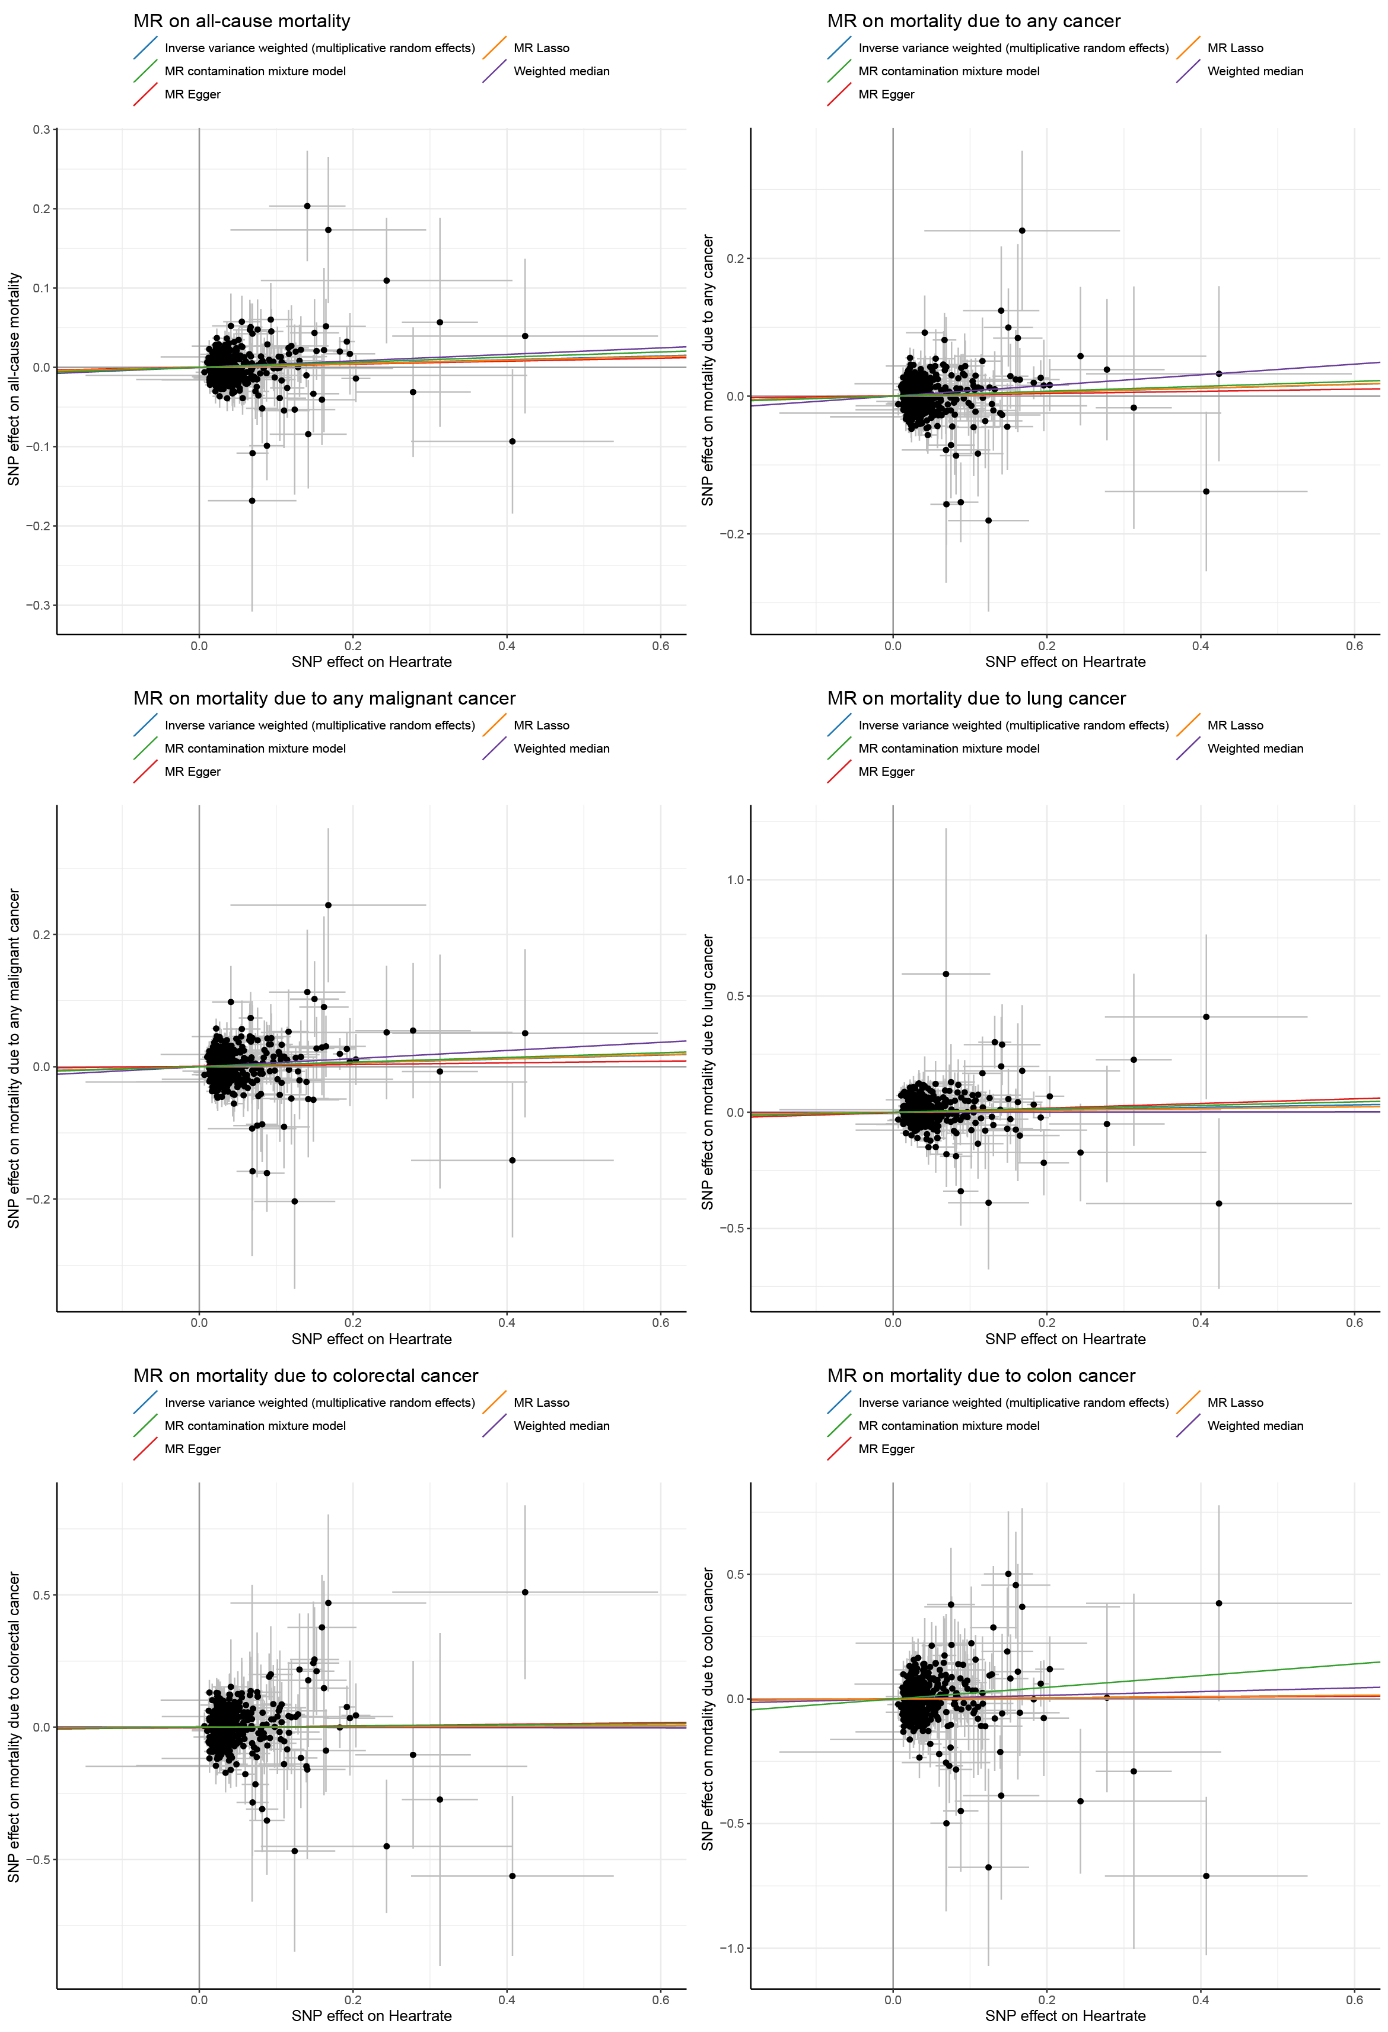 MR on all-cause mortality
Inverse variance weighted (multiplicative random effects) MR Lasso
MR contamination mixture model Weighted median
MR Egger
SNP effect on all-cause mortality
0.3
0.2
0.1
0.0
−0.1
−0.2
−0.3
0.0 0.2 0.4 0.6
SNP effect on Heartrate
MR on mortality due to any cancer
Inverse variance weighted (multiplicative random effects) MR Lasso
MR contamination mixture model Weighted median
MR Egger
SNP effect on mortality due to any cancer
0.2
0.0
−0.2
0.0 0.2 0.4 0.6
SNP effect on Heartrate
MR on mortality due to any malignant cancer
Inverse variance weighted (multiplicative random effects) MR Lasso
MR contamination mixture model Weighted median
MR Egger
SNP effect on mortality due to any malignant cancer
0.2
0.0
−0.2
0.0 0.2 0.4 0.6
SNP effect on Heartrate
MR on mortality due to lung cancer
Inverse variance weighted (multiplicative random effects) MR Lasso
MR contamination mixture model Weighted median
MR Egger
SNP effect on mortality due to lung cancer
1.0
0.5
0.0
−0.5
0.0 0.2 0.4 0.6
SNP effect on Heartrate
MR on mortality due to colorectal cancer
Inverse variance weighted (multiplicative random effects) MR Lasso
MR contamination mixture model Weighted median
MR Egger
SNP effect on mortality due to colorectal cancer
0.5
0.0
−0.5
0.0 0.2 0.4 0.6
SNP effect on Heartrate
MR on mortality due to colon cancer
Inverse variance weighted (multiplicative random effects) MR Lasso
MR contamination mixture model Weighted median
MR Egger
SNP effect on mortality due to colon cancer
0.5
0.0
−0.5
−1.0
0.0 0.2 0.4 0.6
SNP effect on Heartrate